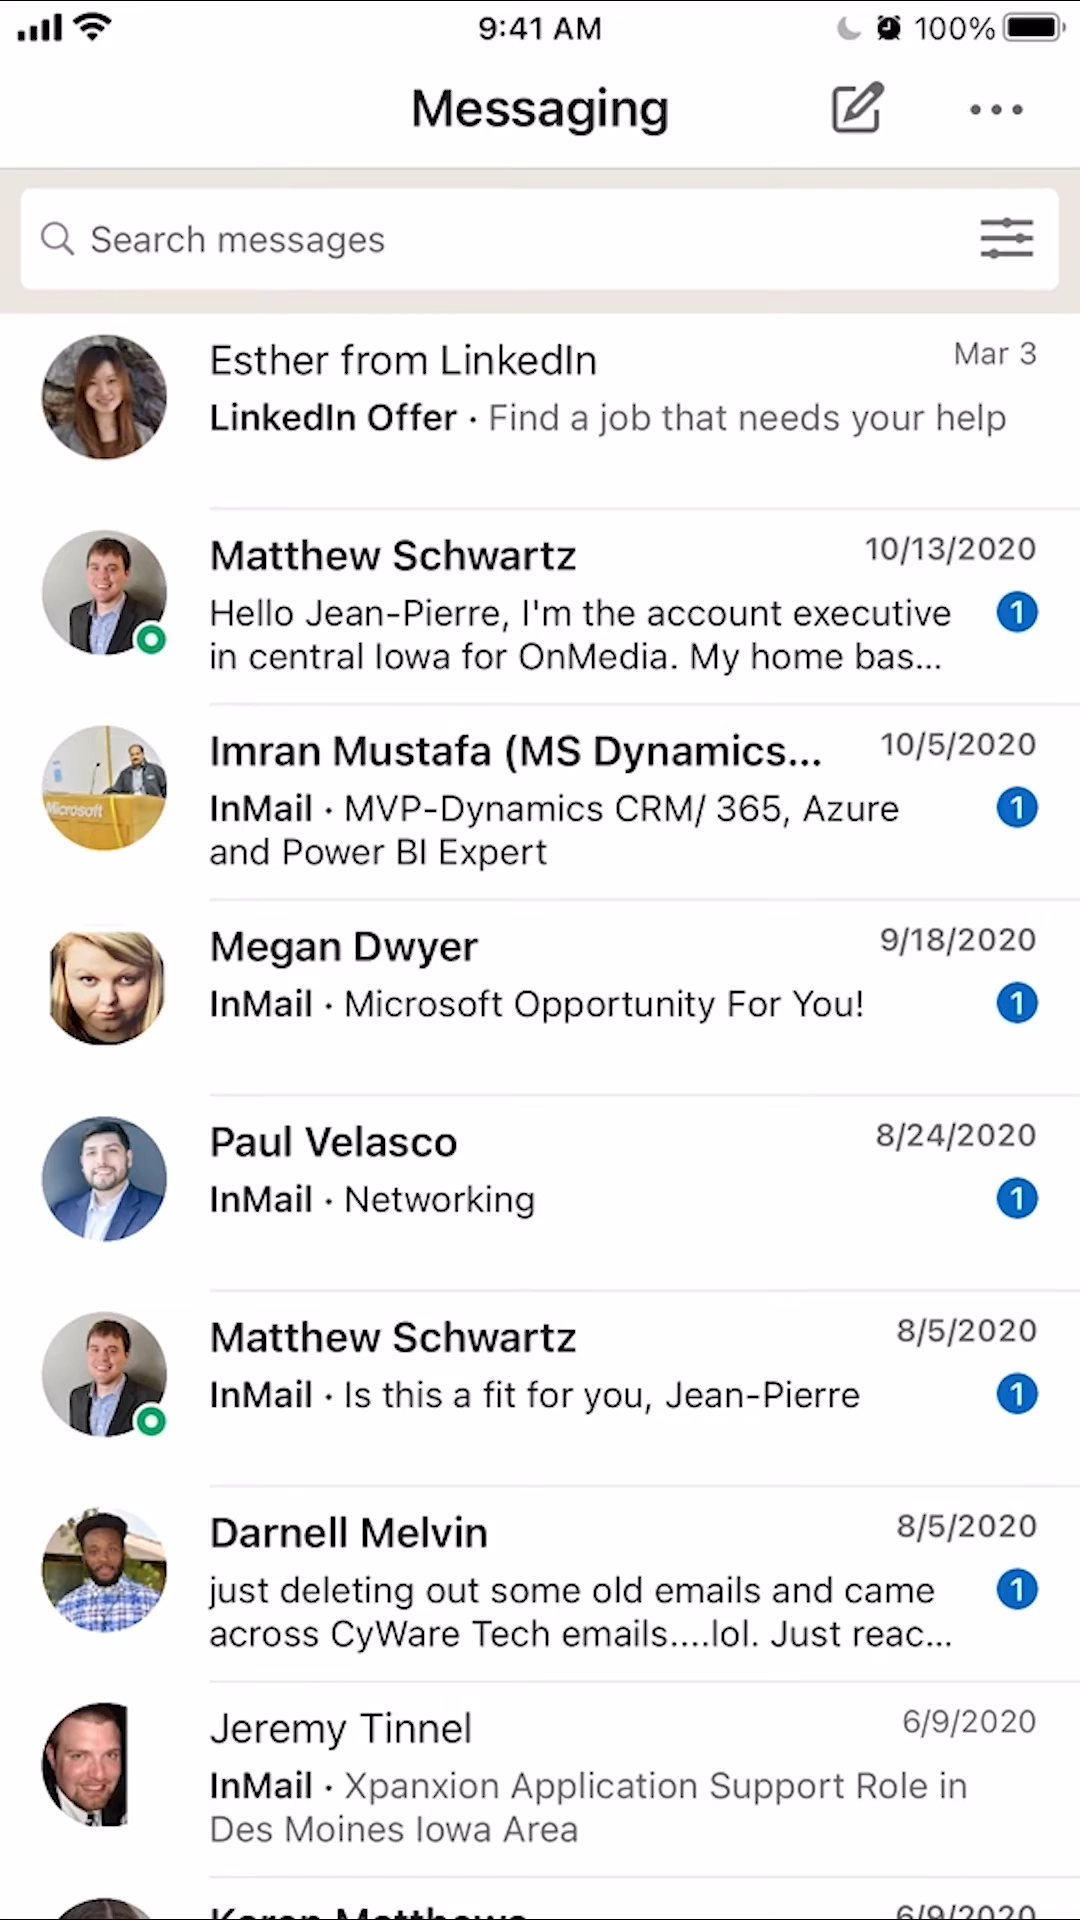 9:41 AM
100%
Messaging
Search messages
Esther from LinkedIn
Mar 3
LinkedIn Offer · Find a job that needs your help
Matthew Schwartz
10/13/2020
Hello Jean-Pierre, I'm the account executive
1
in central Iowa for OnMedia. My home bas...
Imran Mustafa (MS Dynamics...
10/5/2020
Microsoft
InMail · MVP-Dynamics CRM/ 365, Azure
1
and Power BI Expert
Megan Dwyer
9/18/2020
InMail · Microsoft Opportunity For You!
1
Paul Velasco
8/24/2020
InMail · Networking
1
Matthew Schwartz
8/5/2020
InMail · Is this a fit for you, Jean-Pierre
1
Darnell Melvin
8/5/2020
just deleting out some old emails and came
1
across CyWare Tech emails....lol. Just reac...
Jeremy Tinnel
6/9/2020
InMail · Xpanxion Application Support Role in
Des Moines Iowa Area
Karen Matthews
6/9/2020